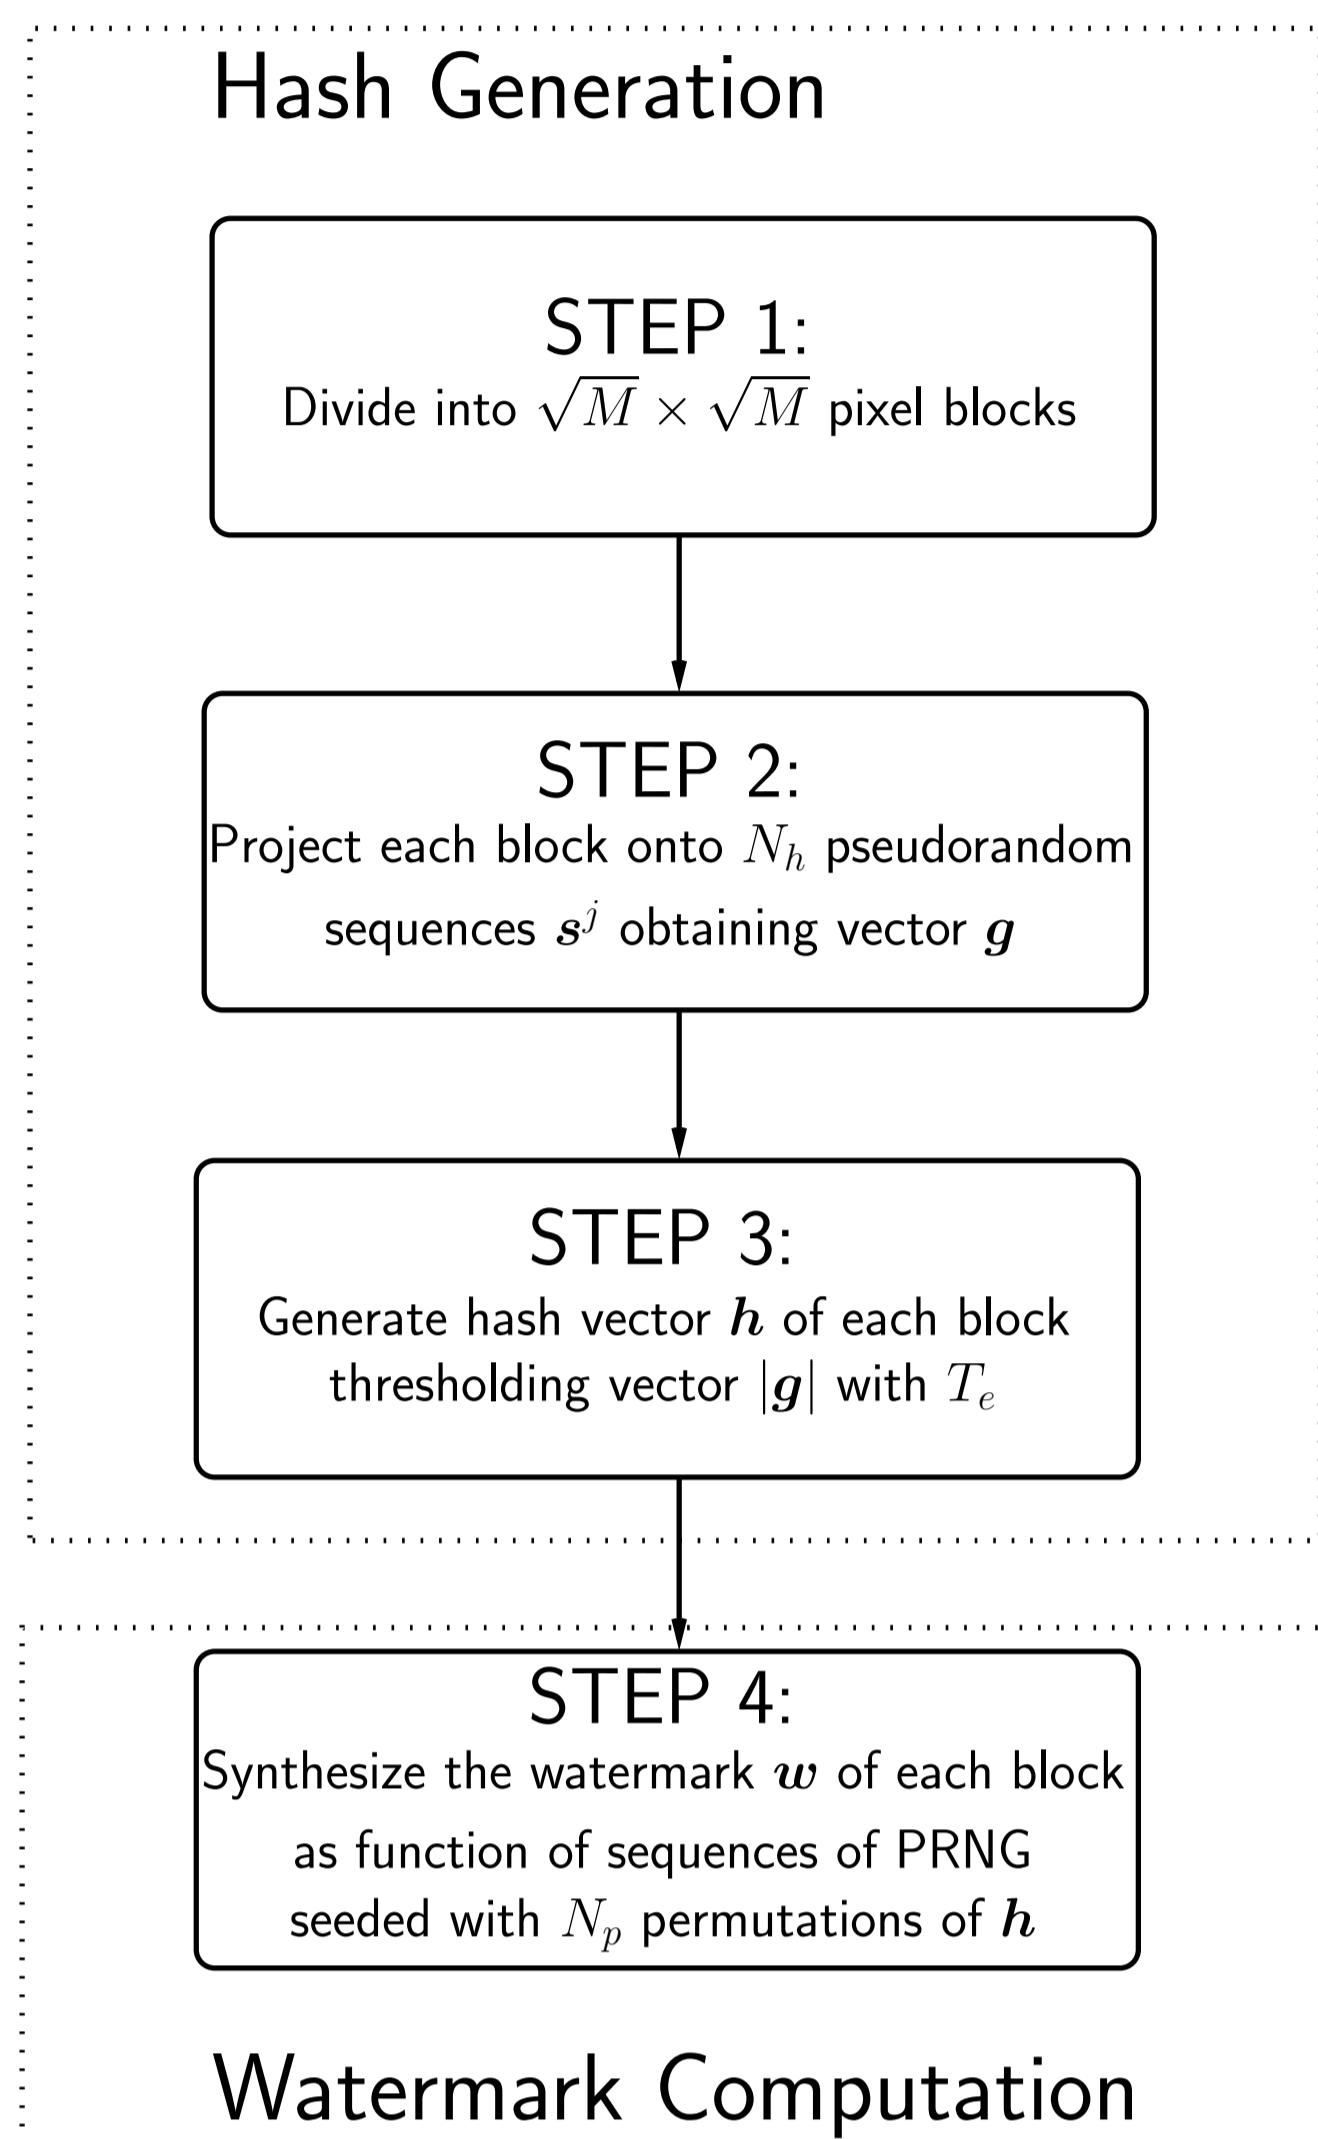 Hash Generation
STEP 1:
Divide into √M × √M pixel blocks
STEP 2:
Project each block onto N_h pseudorandom
sequences s^j obtaining vector g
STEP 3:
Generate hash vector h of each block
thresholding vector |g| with T_e
STEP 4:
Synthesize the watermark w of each block
as function of sequences of PRNG
seeded with N_p permutations of h
Watermark Computation